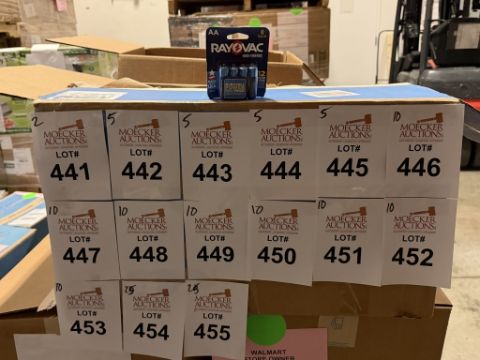 AA
8
RAYOVAC
2
MOECKER
AUCTIONS
LOT#
441
5
MOECKER
AUCTIONS
LOT#
442
5
MOECKER
AUCTIONS
LOT#
443
5
MOECKER
AUCTIONS
LOT#
444
5
MOECKER
AUCTIONS
LOT#
445
10
MOECKER
AUCTIONS
LOT#
446
10
MOECKER
AUCTIONS
LOT#
447
10
MOECKER
AUCTIONS
LOT#
448
10
MOECKER
AUCTIONS
LOT#
449
10
MOECKER
AUCTIONS
LOT#
450
10
MOECKER
AUCTIONS
LOT#
451
10
MOECKER
AUCTIONS
LOT#
452
10
MOECKER
AUCTIONS
LOT#
453
25
MOECKER
AUCTIONS
LOT#
454
25
MOECKER
AUCTIONS
LOT#
455
WALMART
STORE OWNER